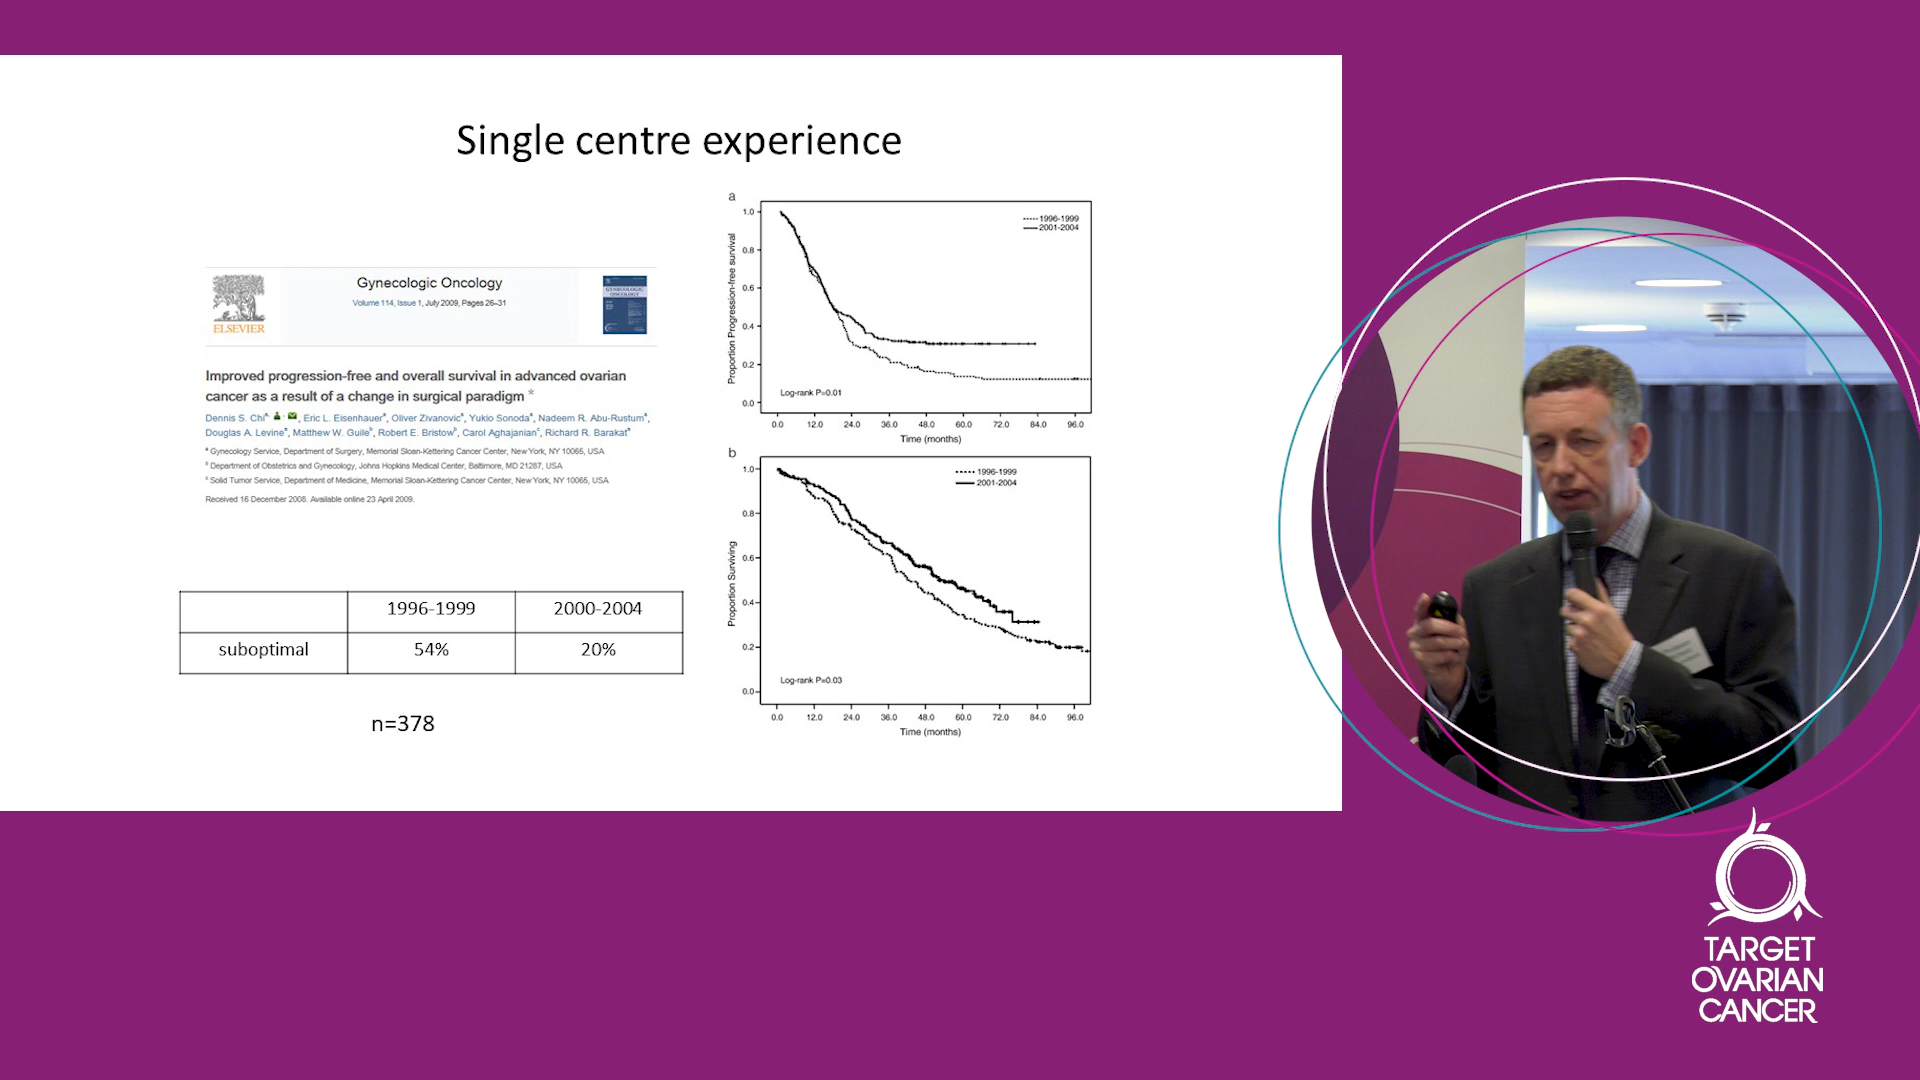 Single centre experience
ELSEVIER
Gynecologic Oncology
Volume 114, Issue 1, July 2009, Pages 26–31
GYNECOLOGIC
ONCOLOGY
Improved progression-free and overall survival in advanced ovarian
cancer as a result of a change in surgical paradigm *
Dennis S. Chi a, Eric L. Eisenhauer a, Oliver Zivanovic a, Yukio Sonoda a, Nadeem R. Abu-Rustum a,
Douglas A. Levine a, Matthew W. Guile b, Robert E. Bristow b, Carol Aghajanian c, Richard R. Barakat a
a Gynecology Service, Department of Surgery, Memorial Sloan-Kettering Cancer Center, New York, NY 10065, USA
b Department of Obstetrics and Gynecology, Johns Hopkins Medical Center, Baltimore, MD 21287, USA
c Solid Tumor Service, Department of Medicine, Memorial Sloan-Kettering Cancer Center, New York, NY 10065, USA
Received 16 December 2008. Available online 23 April 2009.
1996-1999 2000-2004
suboptimal 54% 20%
n=378
a
Proportion Progression-free survival
1.0
0.8
0.6
0.4
0.2
0.0
1996-1999
2001-2004
Log-rank P=0.01
0.0 12.0 24.0 36.0 48.0 60.0 72.0 84.0 96.0
Time (months)
b
Proportion Surviving
1.0
0.8
0.6
0.4
0.2
0.0
1996-1999
2001-2004
Log-rank P=0.03
0.0 12.0 24.0 36.0 48.0 60.0 72.0 84.0 96.0
Time (months)
TARGET
OVARIAN
CANCER